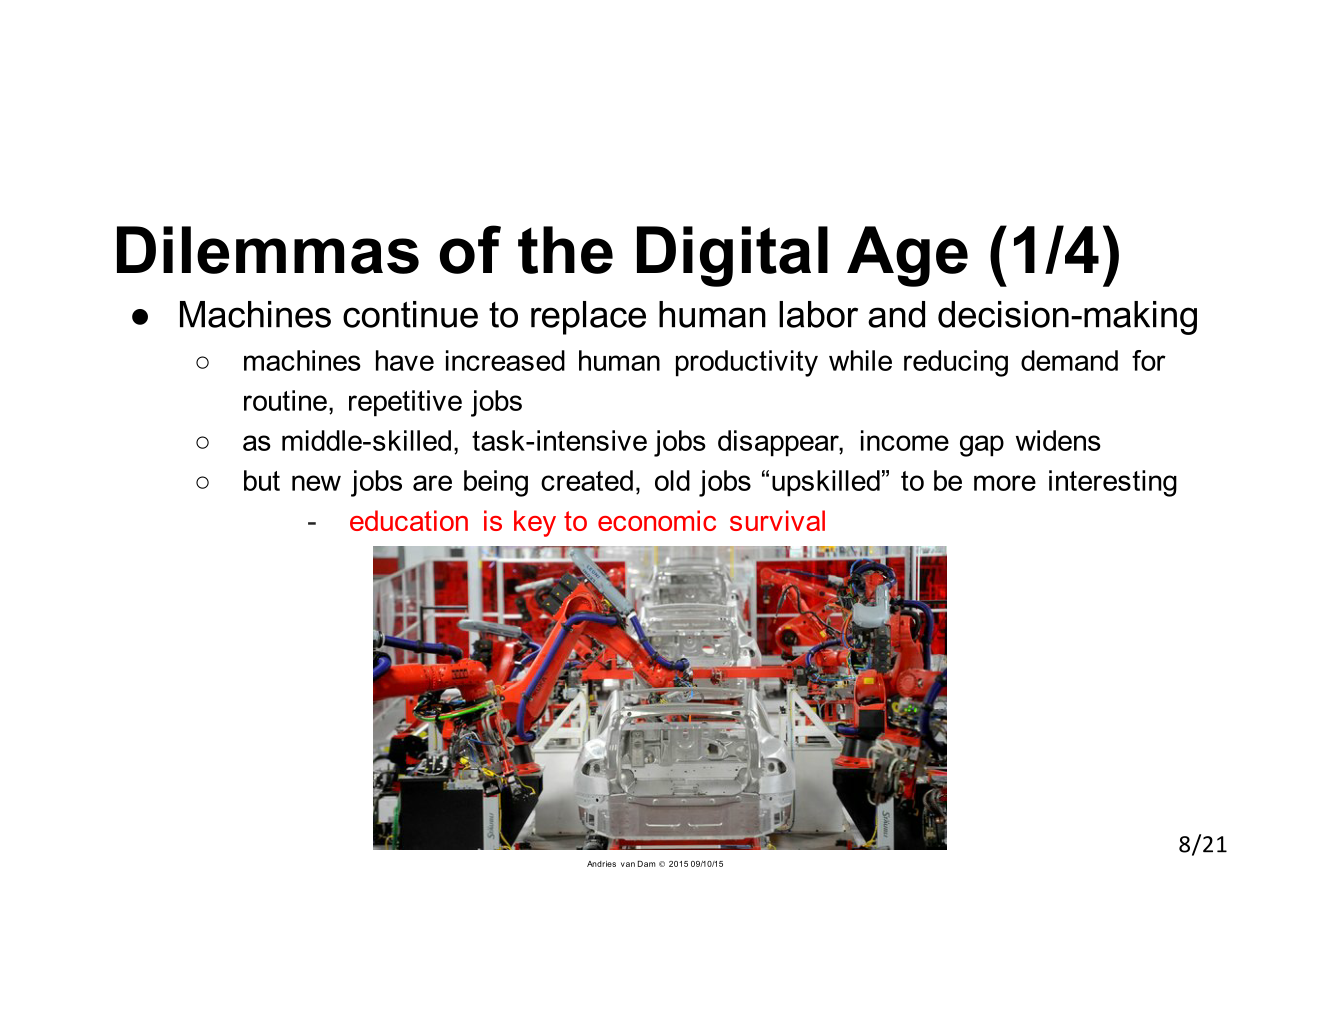 Dilemmas of the Digital Age (1/4)
● Machines continue to replace human labor and decision-making
○ machines have increased human productivity while reducing demand for
routine, repetitive jobs
○ as middle-skilled, task-intensive jobs disappear, income gap widens
○ but new jobs are being created, old jobs “upskilled” to be more interesting
- education is key to economic survival
8/21
Andries van Dam © 2015 09/10/15